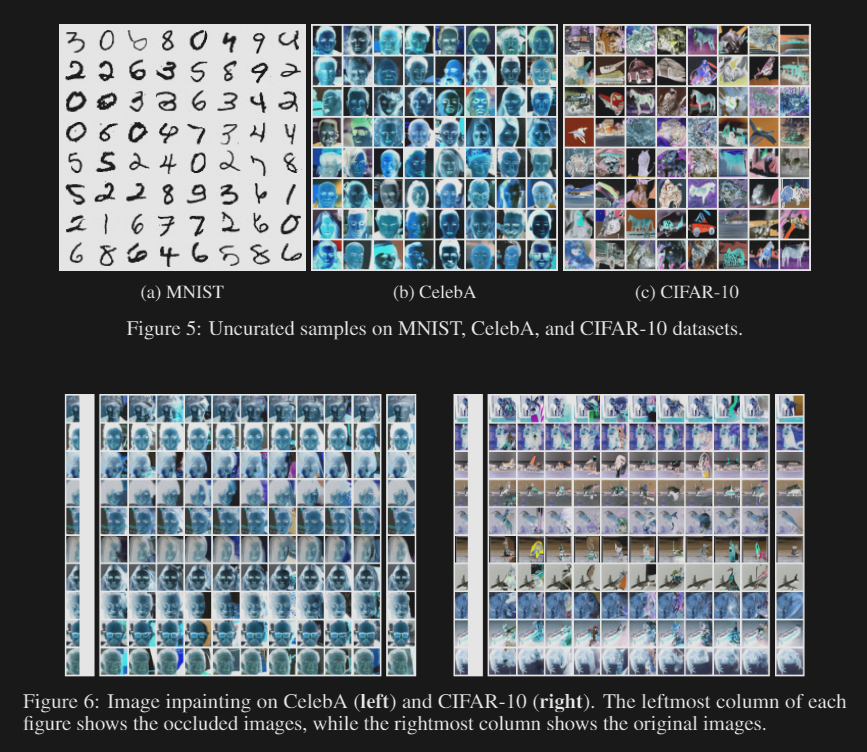 3 0 6 8 0 4 9 4
2 2 6 3 5 8 9 2
0 0 3 3 6 3 4 2
0 6 0 4 7 3 4 4
5 5 2 4 0 2 7 8
5 2 2 8 9 3 6 1
2 1 6 7 7 2 6 0
6 8 6 4 6 5 8 6
(a) MNIST
(b) CelebA
(c) CIFAR-10
Figure 5: Uncurated samples on MNIST, CelebA, and CIFAR-10 datasets.
Figure 6: Image inpainting on CelebA (left) and CIFAR-10 (right). The leftmost column of each
figure shows the occluded images, while the rightmost column shows the original images.